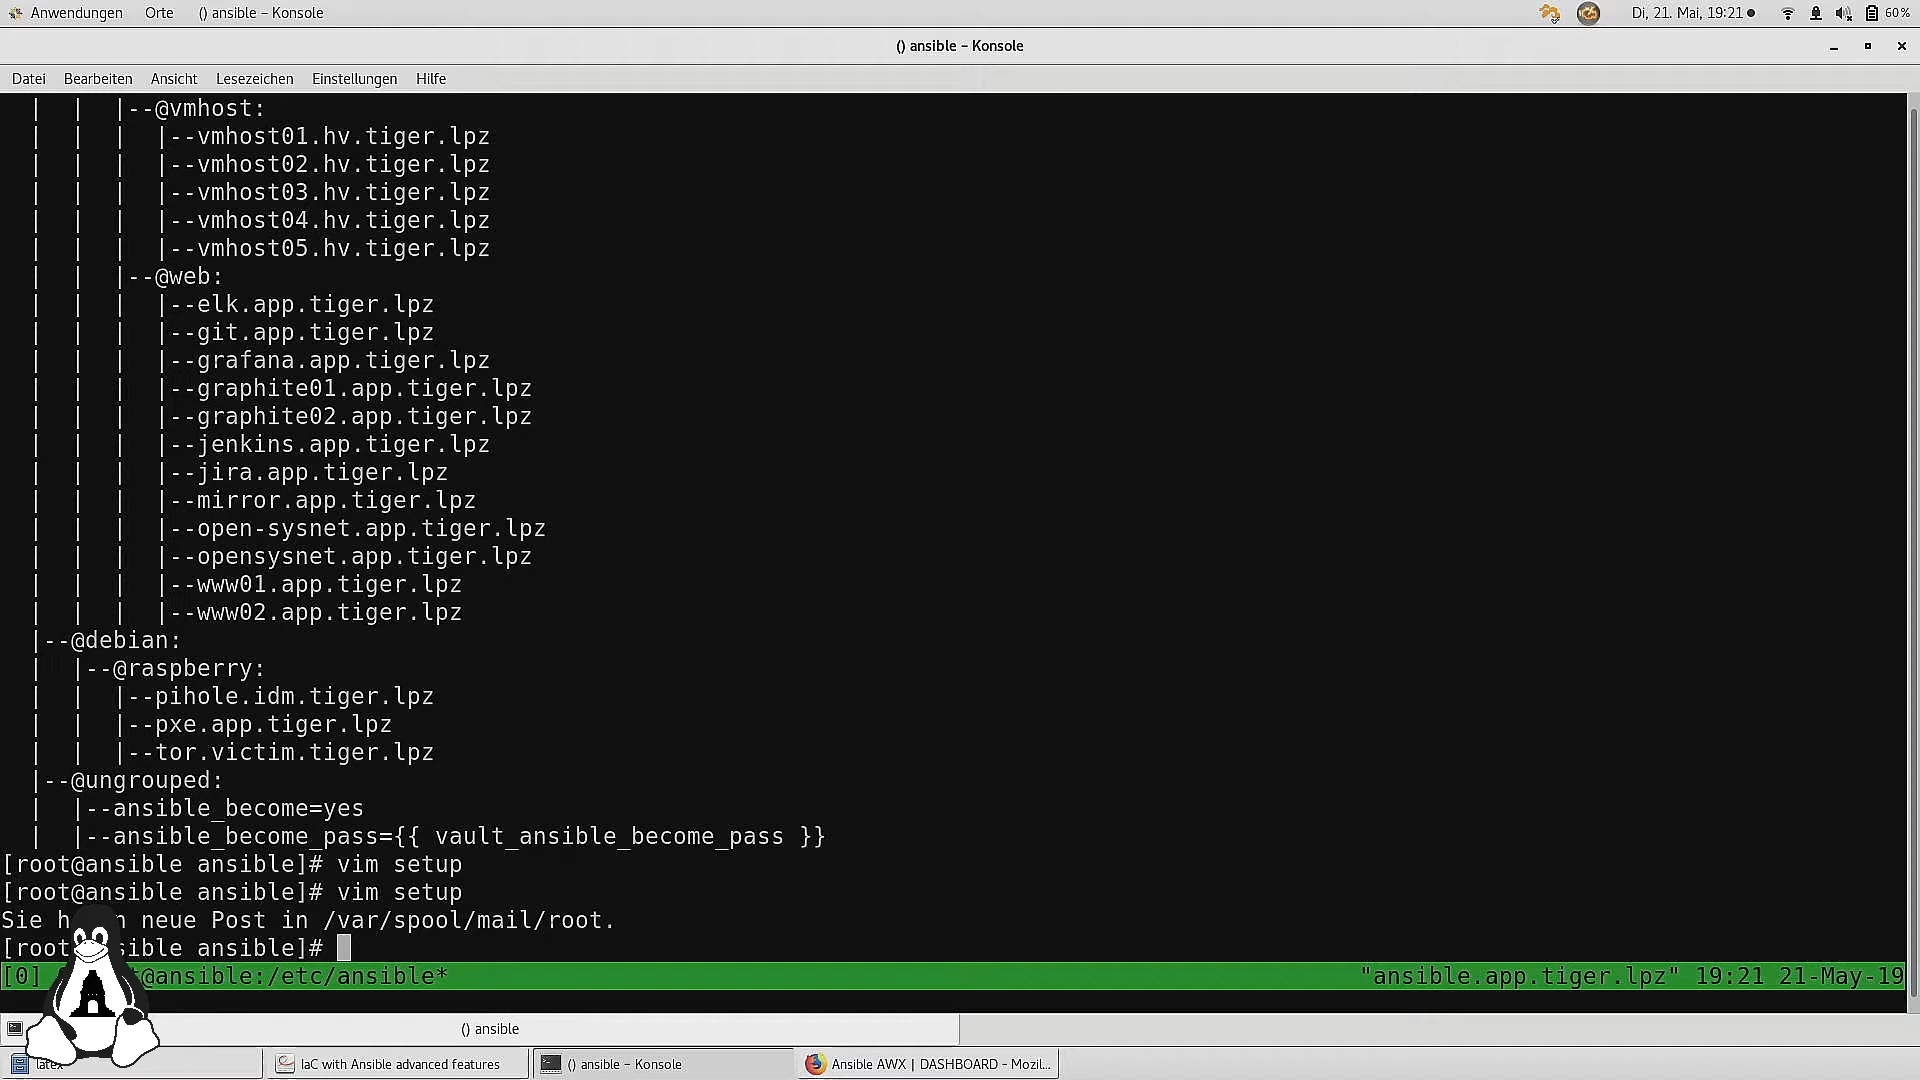 Anwendungen Orte () ansible – Konsole Di, 21. Mai, 19:21 60%
() ansible – Konsole
Datei Bearbeiten Ansicht Lesezeichen Einstellungen Hilfe
| | |--@vmhost:
| | | |--vmhost01.hv.tiger.lpz
| | | |--vmhost02.hv.tiger.lpz
| | | |--vmhost03.hv.tiger.lpz
| | | |--vmhost04.hv.tiger.lpz
| | | |--vmhost05.hv.tiger.lpz
| | |--@web:
| | | |--elk.app.tiger.lpz
| | | |--git.app.tiger.lpz
| | | |--grafana.app.tiger.lpz
| | | |--graphite01.app.tiger.lpz
| | | |--graphite02.app.tiger.lpz
| | | |--jenkins.app.tiger.lpz
| | | |--jira.app.tiger.lpz
| | | |--mirror.app.tiger.lpz
| | | |--open-sysnet.app.tiger.lpz
| | | |--opensysnet.app.tiger.lpz
| | | |--www01.app.tiger.lpz
| | | |--www02.app.tiger.lpz
|--@debian:
| |--@raspberry:
| | |--pihole.idm.tiger.lpz
| | |--pxe.app.tiger.lpz
| | |--tor.victim.tiger.lpz
|--@ungrouped:
| |--ansible_become=yes
| |--ansible_become_pass={{ vault_ansible_become_pass }}
[root@ansible ansible]# vim setup
[root@ansible ansible]# vim setup
Sie neue Post in /var/spool/mail/root.
[root ansible]#
[0] @ansible:/etc/ansible* "ansible.app.tiger.lpz" 19:21 21-May-19
() ansible
IaC with Ansible advanced features () ansible – Konsole Ansible AWX | DASHBOARD - Mozil...